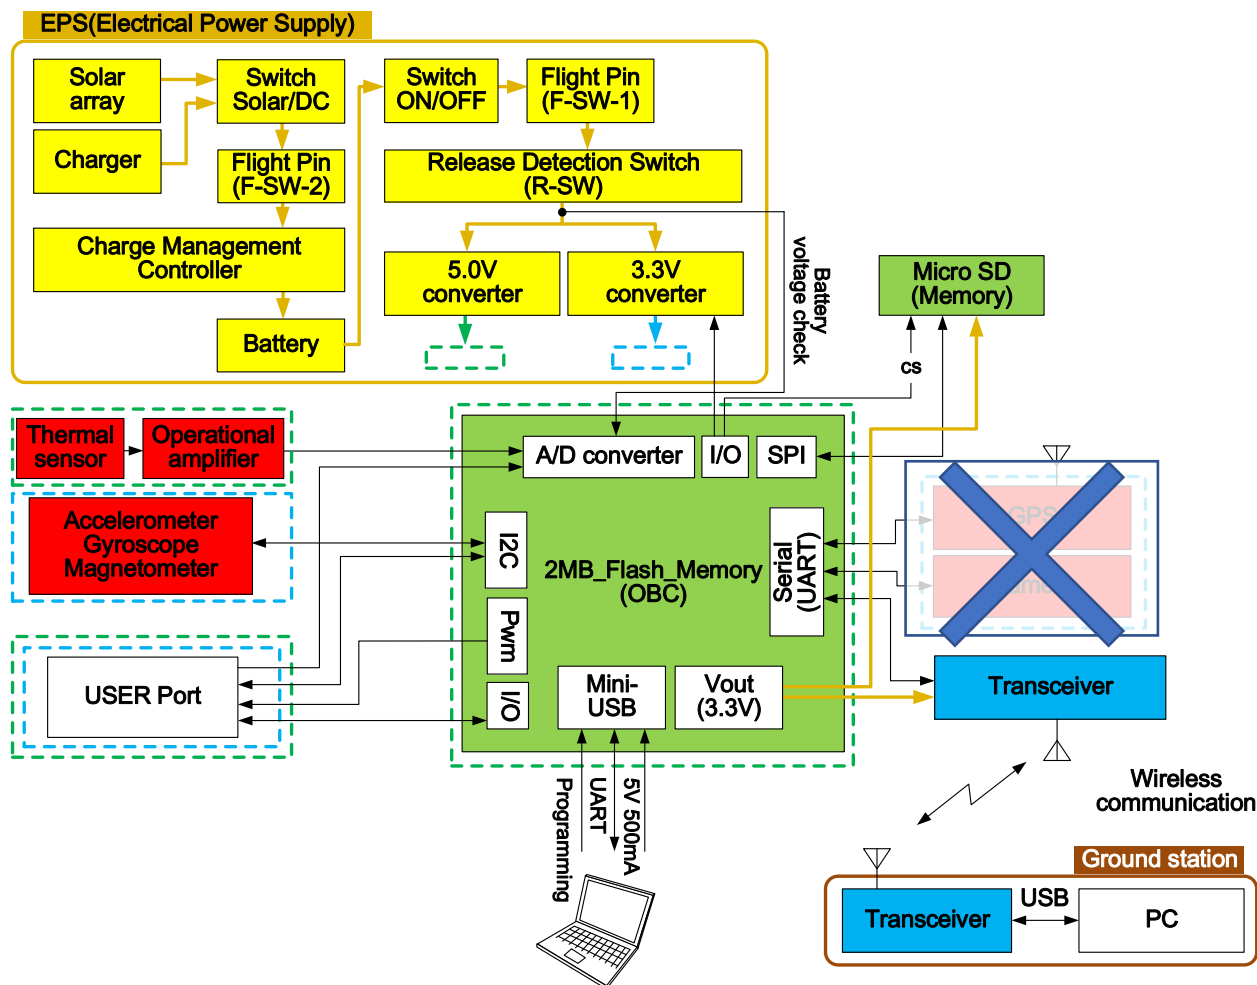 EPS(Electrical Power Supply)
Solar
array
Switch
Solar/DC
Switch
ON/OFF
Flight Pin
(F-SW-1)
Charger
Flight Pin
(F-SW-2)
Release Detection Switch
(R-SW)
Charge Management
Controller
5.0V
converter
3.3V
converter
Battery
Battery
voltage check
Micro SD
(Memory)
cs
Thermal
sensor
Operational
amplifier
A/D converter
I/O
SPI
Accelerometer
Gyroscope
Magnetometer
I2C
2MB_Flash_Memory
(OBC)
Serial
(UART)
GPS
Pwm
USER Port
I/O
Mini-
USB
Vout
(3.3V)
Transceiver
Programming
UART
5V 500mA
Wireless
communication
Ground station
Transceiver
USB
PC